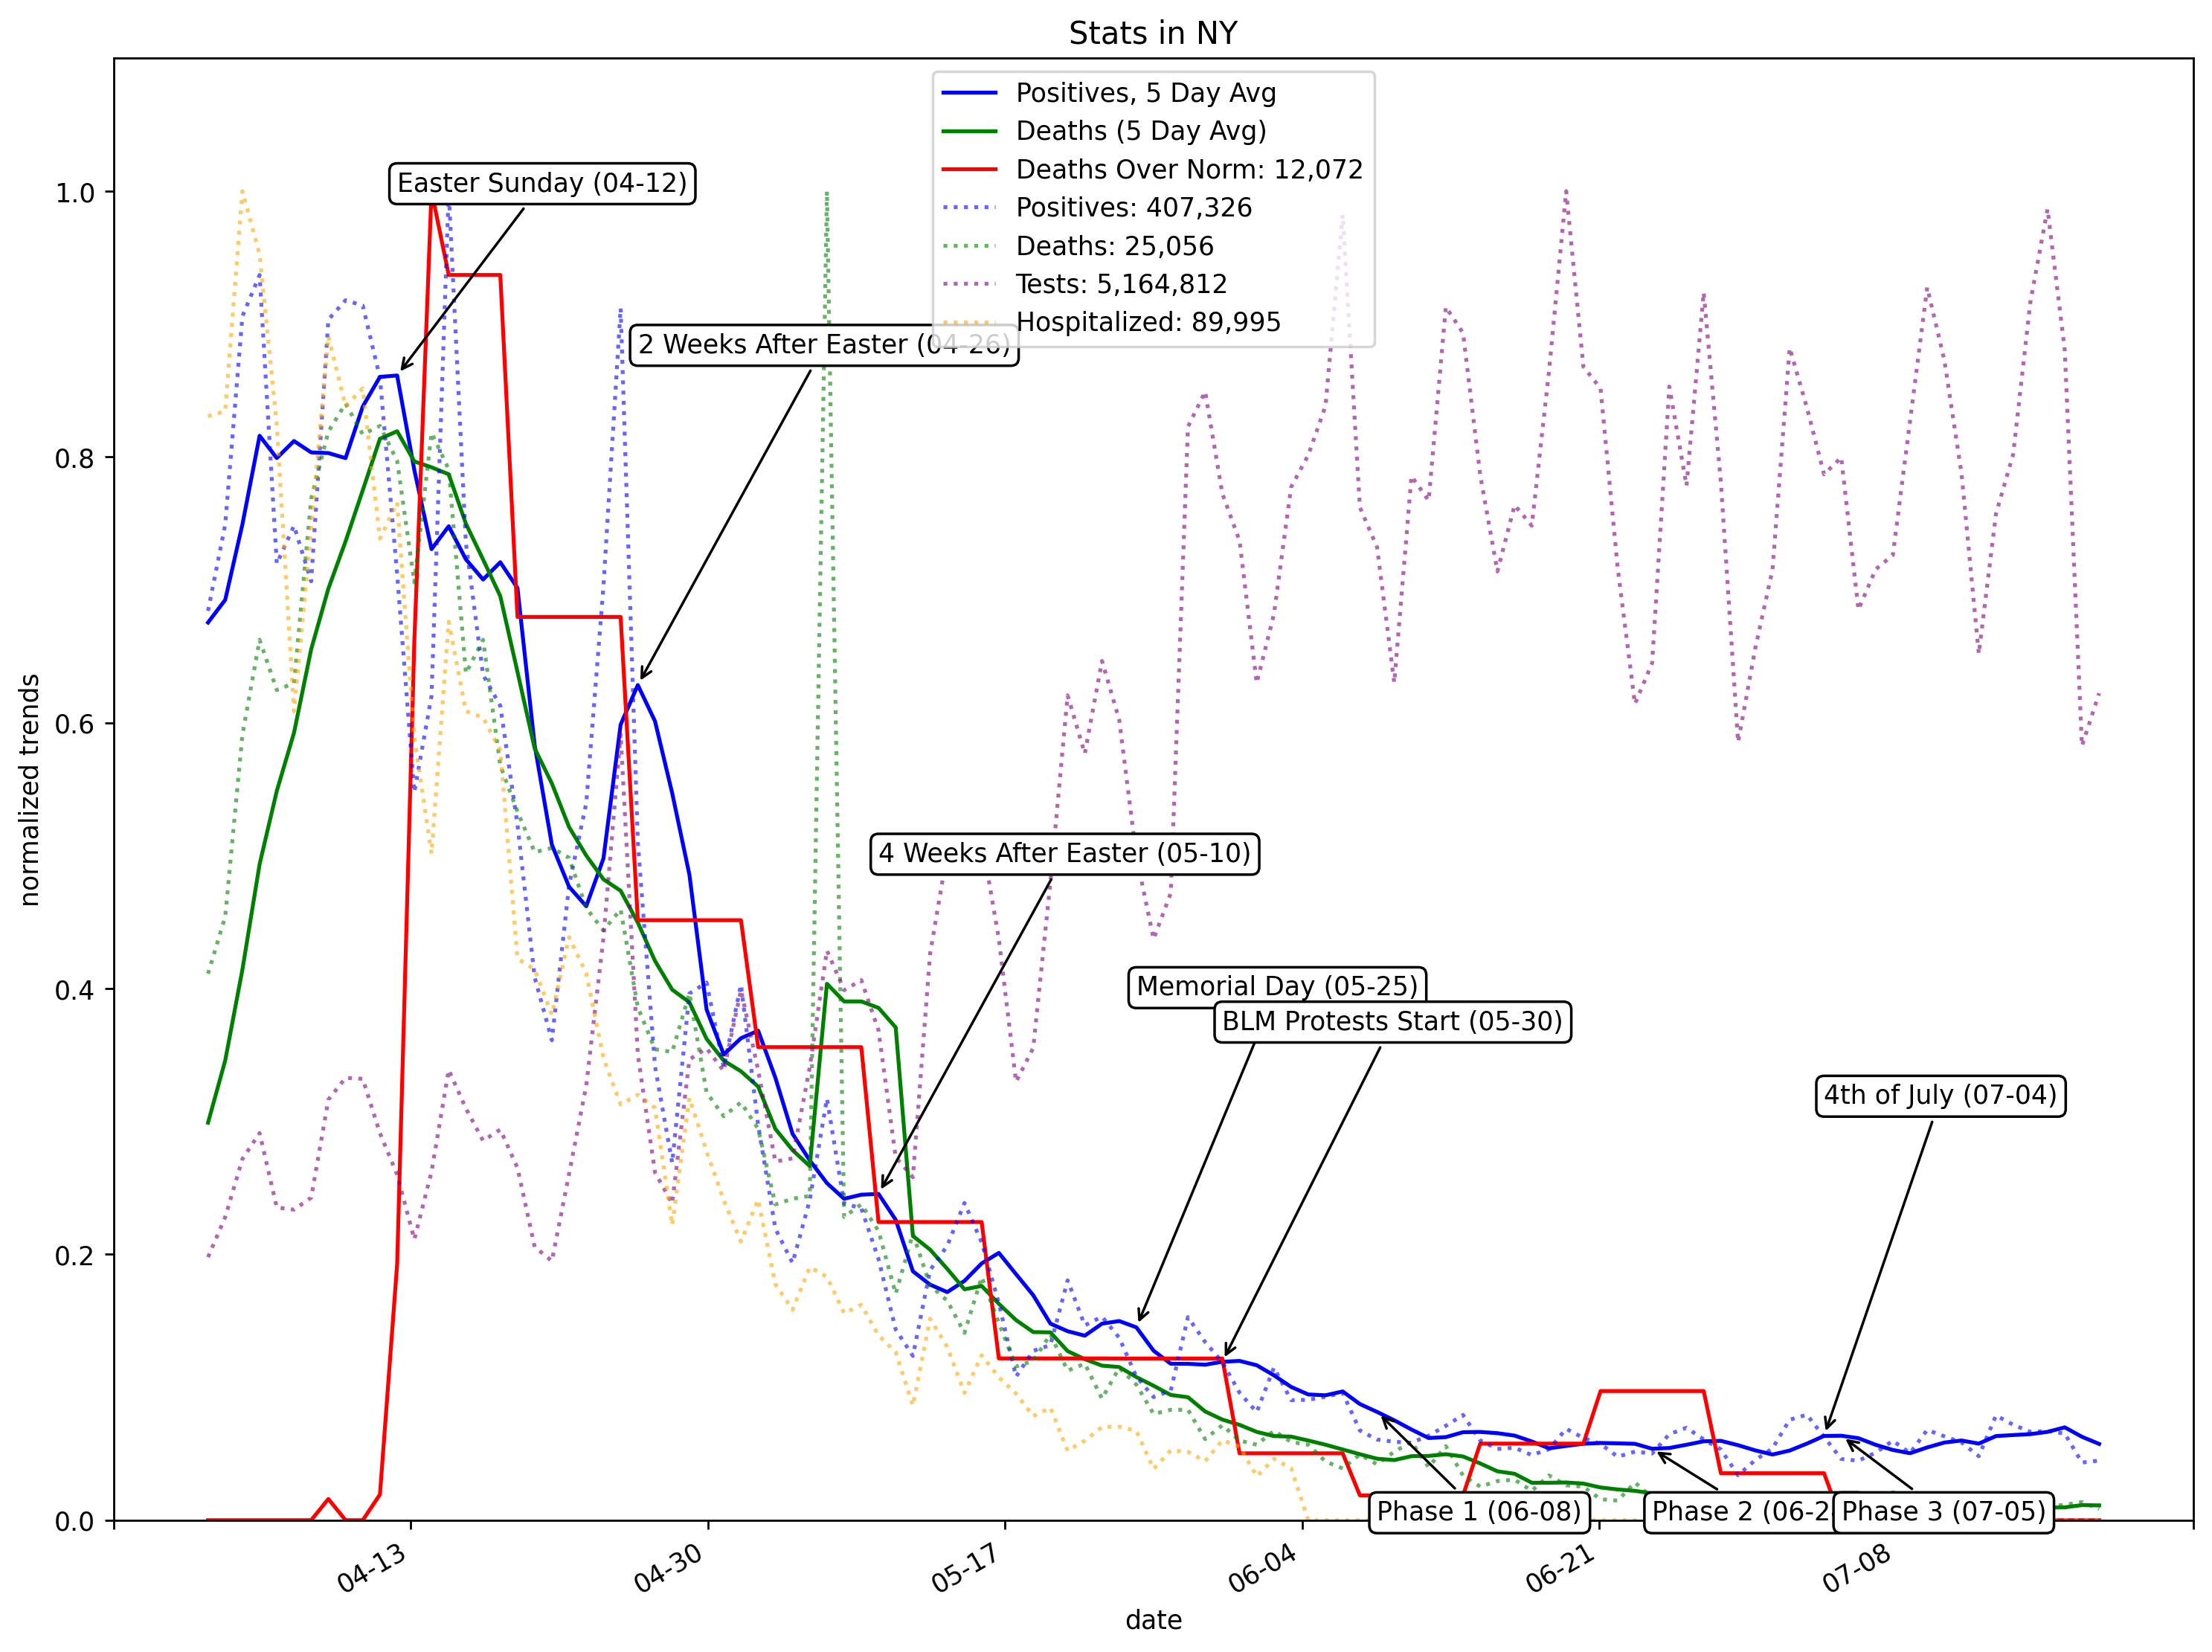 Stats in NY
Positives, 5 Day Avg
Deaths (5 Day Avg)
Deaths Over Norm: 12,072
Positives: 407,326
Deaths: 25,056
Tests: 5,164,812
Hospitalized: 89,995
Easter Sunday (04-12)
2 Weeks After Easter (04-26)
4 Weeks After Easter (05-10)
Memorial Day (05-25)
BLM Protests Start (05-30)
4th of July (07-04)
Phase 1 (06-08)
Phase 2 (06-2
Phase 3 (07-05)
normalized trends
1.0
0.8
0.6
0.4
0.2
0.0
04-13
04-30
05-17
06-04
06-21
07-08
date